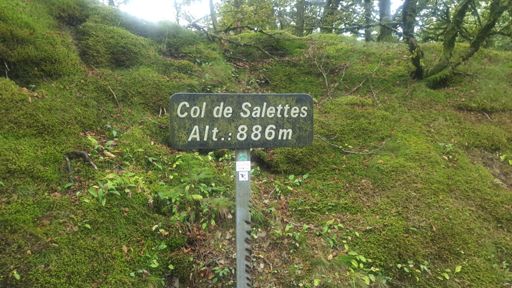 Col de Salettes
Alt.: 886m